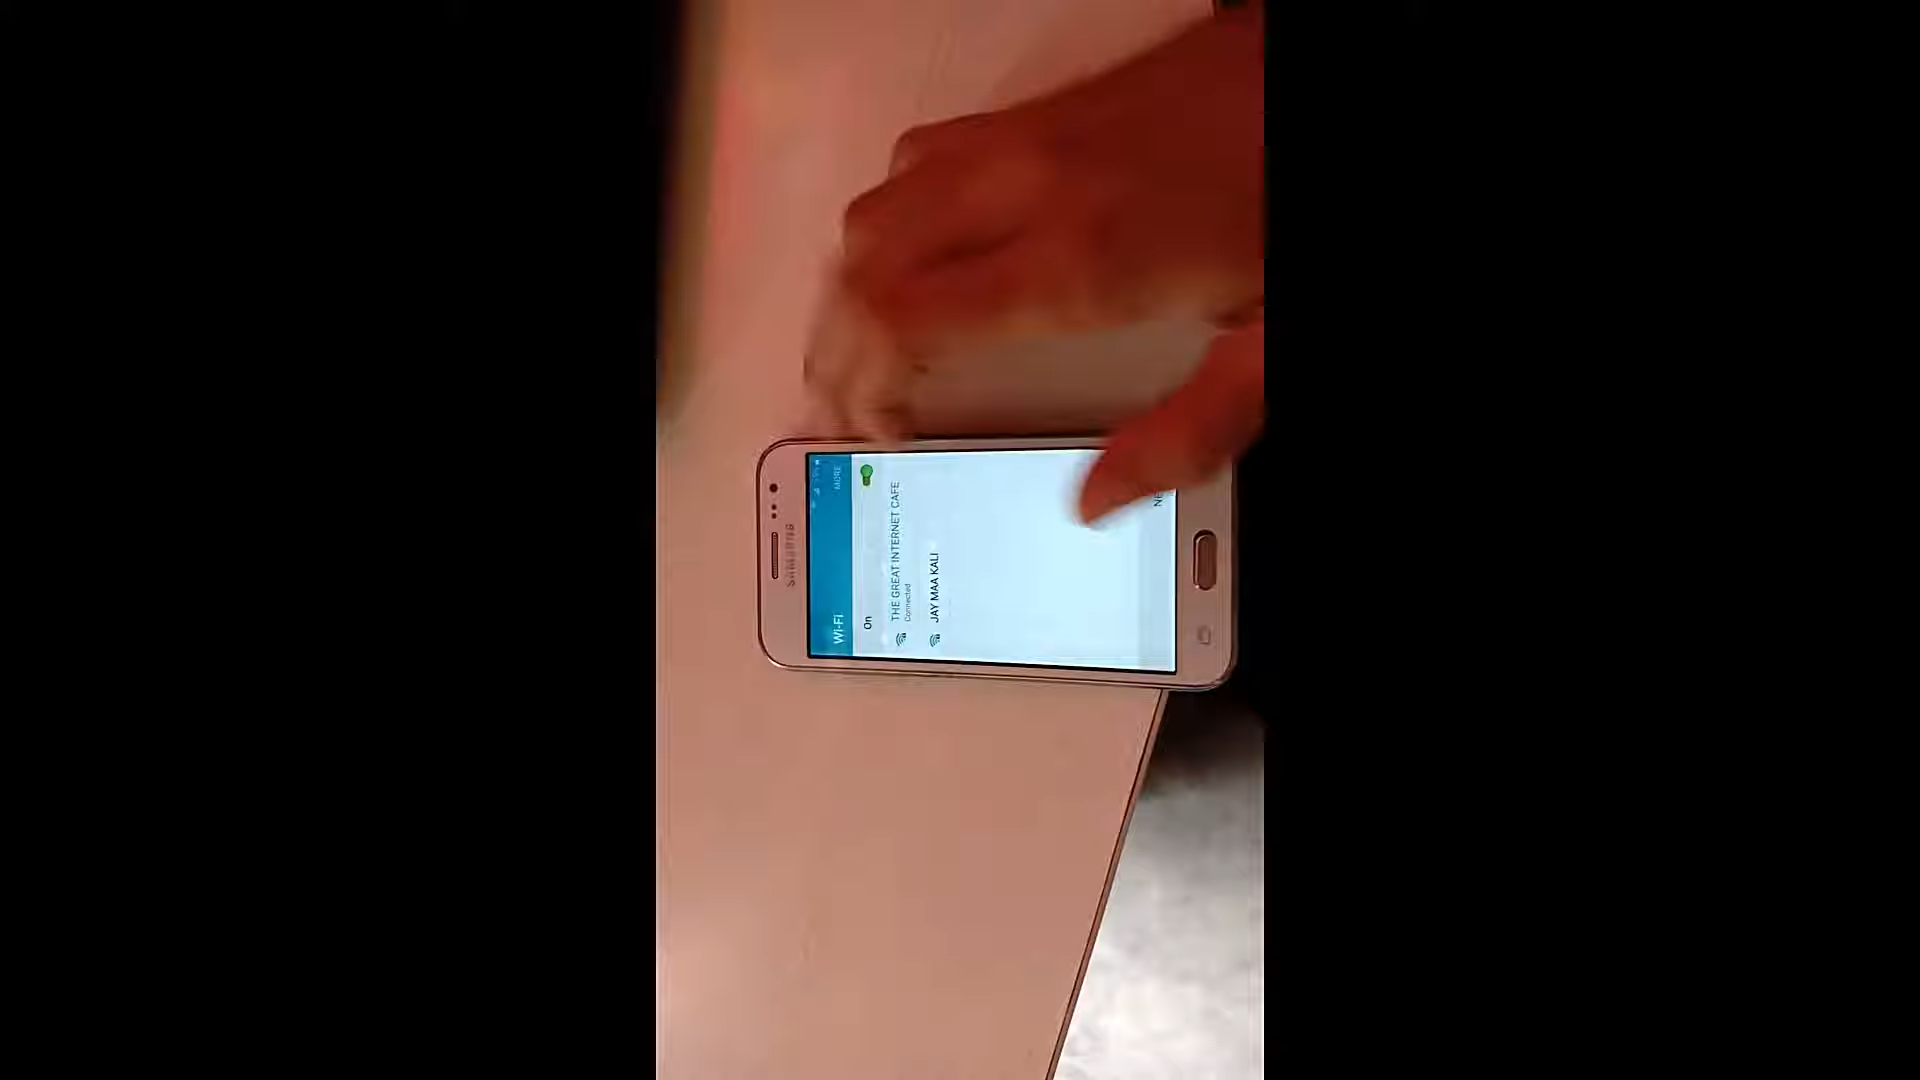 SAMSUNG
MORE
Wi-Fi
On
THE GREAT INTERNET CAFE
Connected
JAY MAA KALI